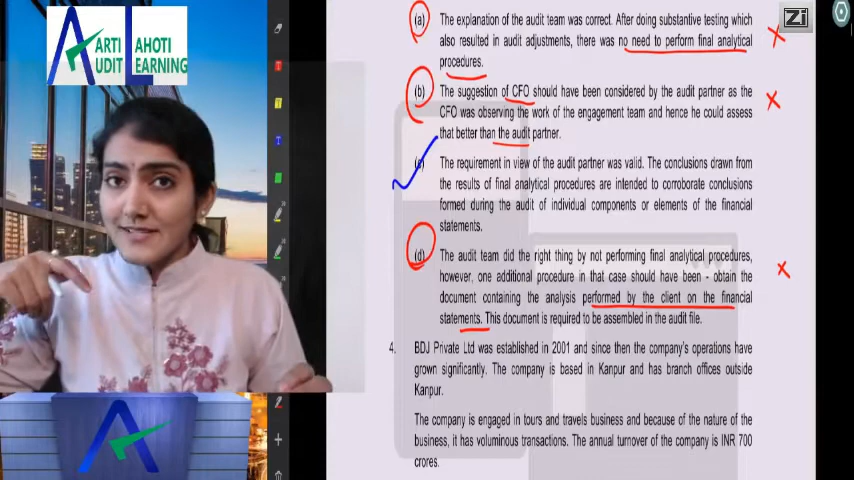 ARTI LAHOTI
AUDIT LEARNING
Zi
(a) The explanation of the audit team was correct. After doing substantive testing which
also resulted in audit adjustments, there was no need to perform final analytical
procedures.
(b) The suggestion of CFO should have been considered by the audit partner as the
CFO was observing the work of the engagement team and hence he could assess
that better than the audit partner.
(c) The requirement in view of the audit partner was valid. The conclusions drawn from
the results of final analytical procedures are intended to corroborate conclusions
formed during the audit of individual components or elements of the financial
statements.
(d) The audit team did the right thing by not performing final analytical procedures,
however, one additional procedure in that case should have been - obtain the
document containing the analysis performed by the client on the financial
statements. This document is required to be assembled in the audit file.
4. BDJ Private Ltd was established in 2001 and since then the company's operations have
grown significantly. The company is based in Kanpur and has branch offices outside
Kanpur.
The company is engaged in tours and travels business and because of the nature of the
business, it has voluminous transactions. The annual turnover of the company is INR 700
crores.